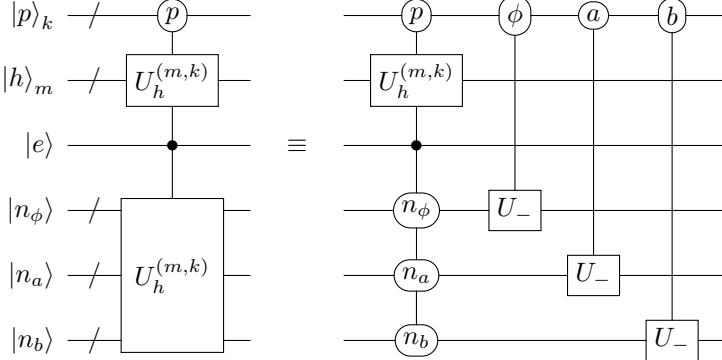 |p⟩_k p p ϕ a b
|h⟩_m U_h^{(m,k)} U_h^{(m,k)}
|e⟩ ≡
|n_ϕ⟩ n_ϕ U_−
|n_a⟩ U_h^{(m,k)} n_a U_−
|n_b⟩ n_b U_−